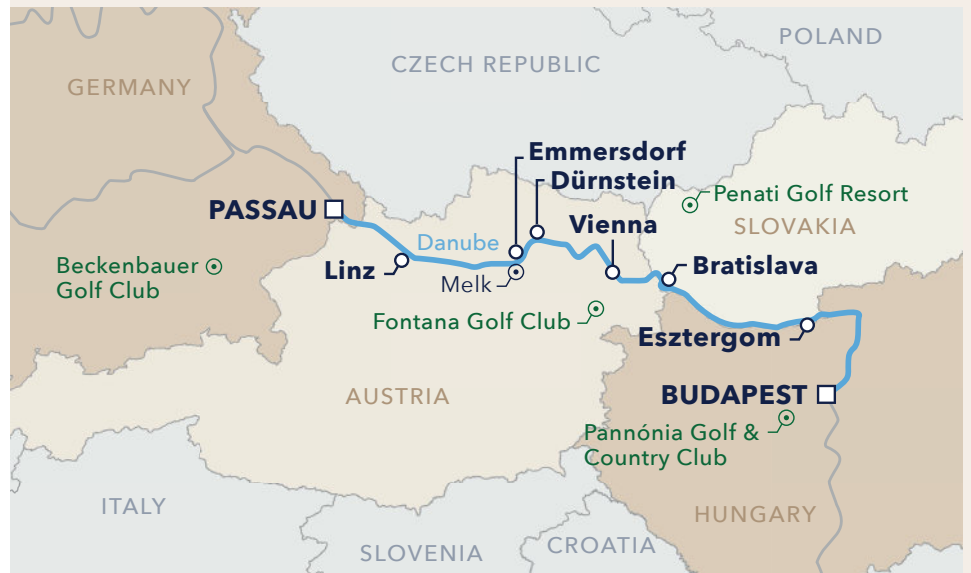 POLAND
CZECH REPUBLIC
GERMANY
Emmersdorf
Dürnstein
Penati Golf Resort
PASSAU
Vienna
SLOVAKIA
Danube
Beckenbauer
Golf Club
Linz
Bratislava
Melk
Fontana Golf Club
Esztergom
AUSTRIA
BUDAPEST
Pannónia Golf &
Country Club
ITALY
HUNGARY
SLOVENIA
CROATIA